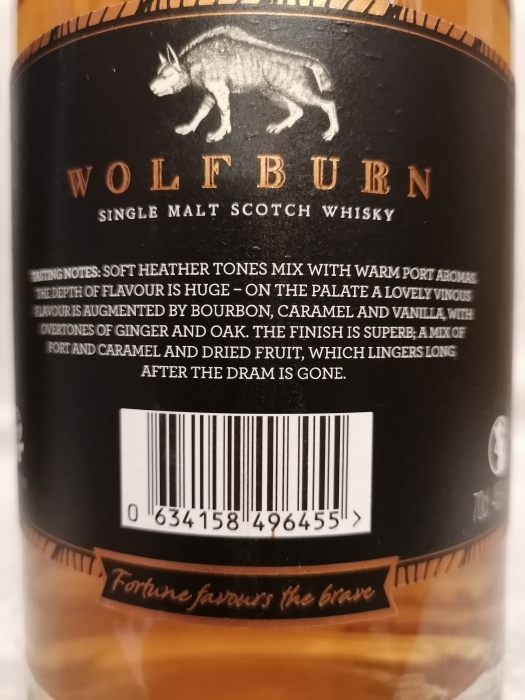 WOLFBURN
SINGLE MALT SCOTCH WHISKY
TASTING NOTES: SOFT HEATHER TONES MIX WITH WARM PORT AROMAS.
THE DEPTH OF FLAVOUR IS HUGE – ON THE PALATE A LOVELY VINOUS
FLAVOUR IS AUGMENTED BY BOURBON, CARAMEL AND VANILLA, WITH
OVERTONES OF GINGER AND OAK. THE FINISH IS SUPERB; A MIX OF
PORT AND CARAMEL AND DRIED FRUIT, WHICH LINGERS LONG
AFTER THE DRAM IS GONE.
0 634158 496455 >
70cl
Fortune favours the brave